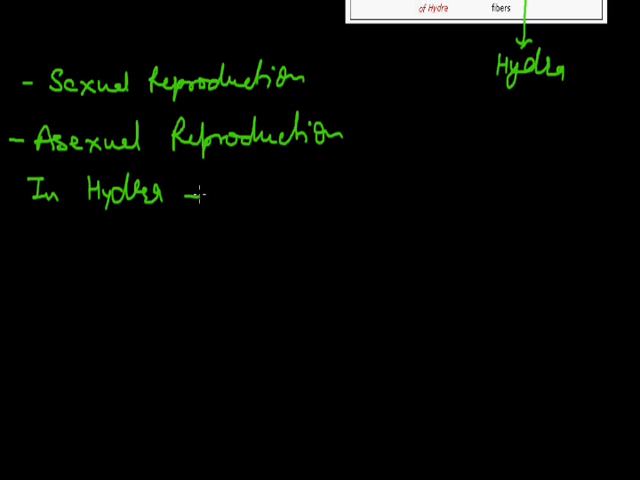 of Hydra fibers
Hydra
- Sexual Reproduction
- Asexual Reproduction
In Hydra -